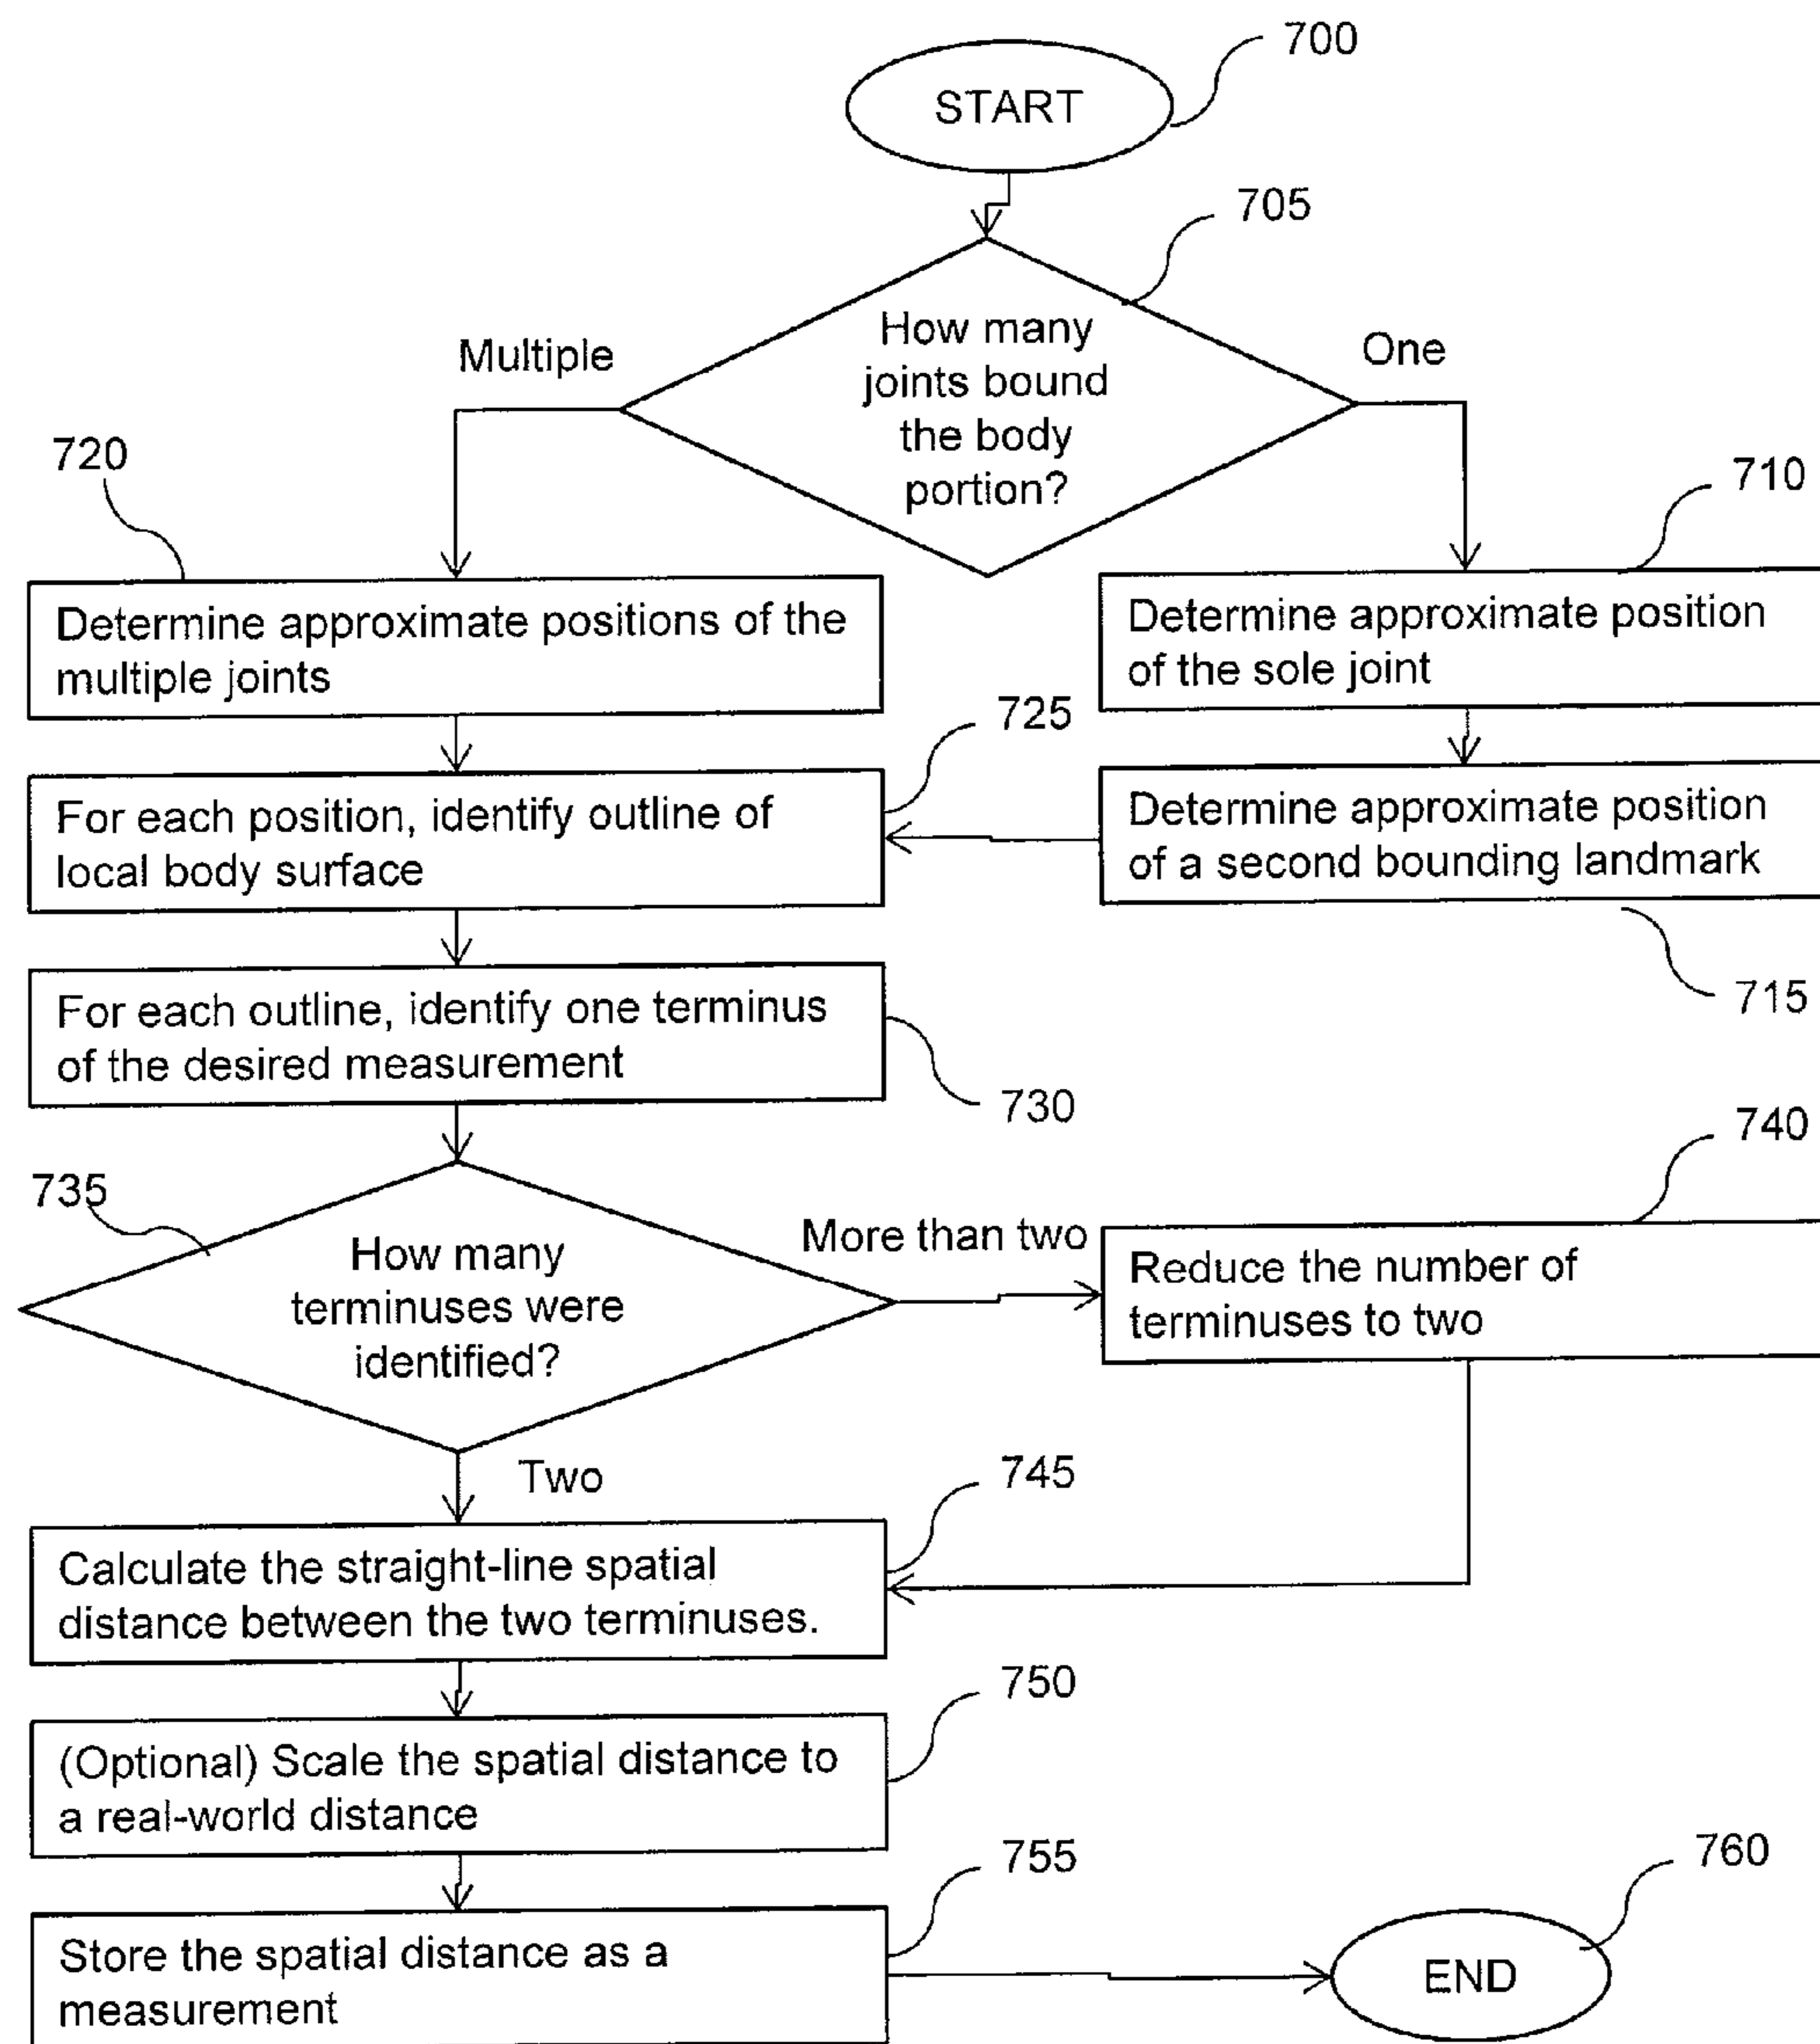 700
START
705
How many
joints bound
the body
portion?
Multiple
One
720
710
Determine approximate positions of the
multiple joints
Determine approximate position
of the sole joint
725
For each position, identify outline of
local body surface
Determine approximate position
of a second bounding landmark
715
For each outline, identify one terminus
of the desired measurement
730
740
735
How many
terminuses were
identified?
More than two
Reduce the number of
terminuses to two
Two
745
Calculate the straight-line spatial
distance between the two terminuses.
750
(Optional) Scale the spatial distance to
a real-world distance
755
760
Store the spatial distance as a
measurement
END